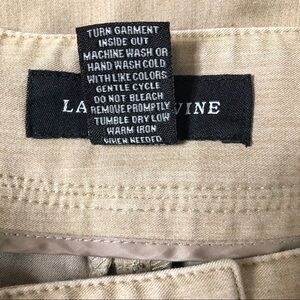 TURN GARMENT
INSIDE OUT
MACHINE WASH OR
HAND WASH COLD
WITH LIKE COLORS
GENTLE CYCLE
DO NOT BLEACH
REMOVE PROMPTLY
TUMBLE DRY LOW
WARM IRON
WHEN NEEDED
LA VINE